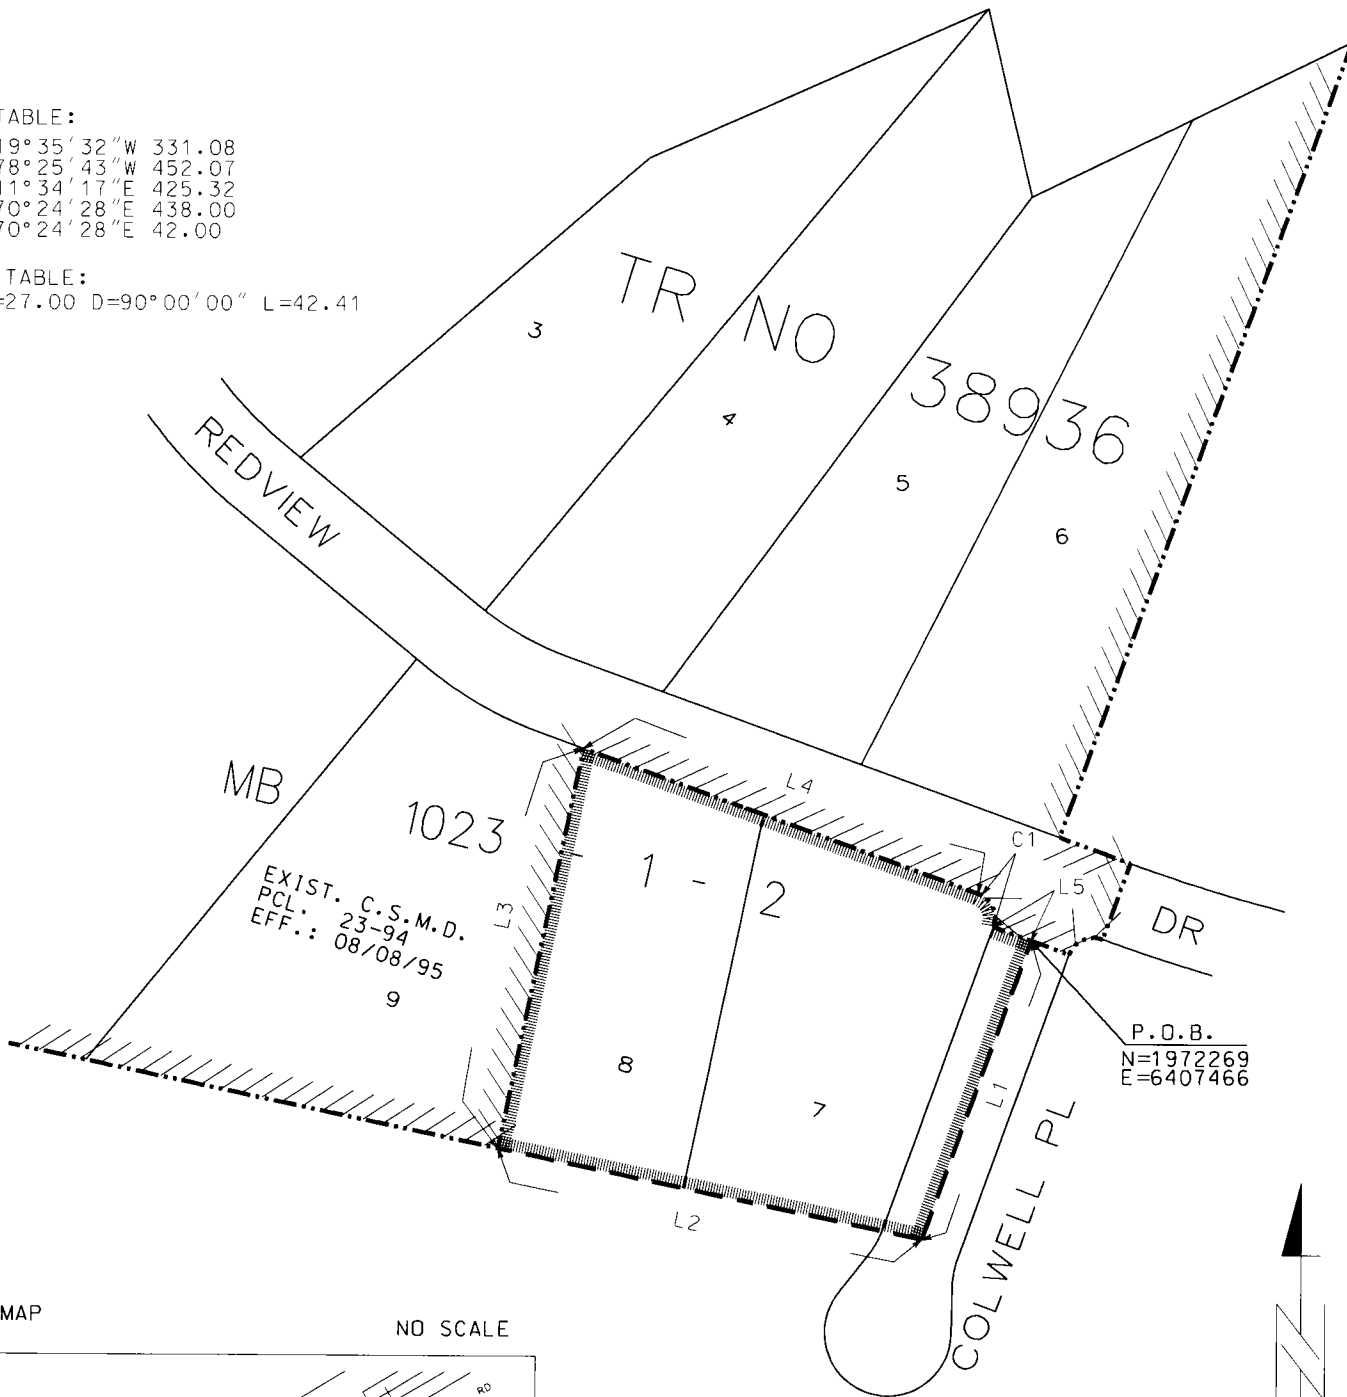 TABLE:
19°35'32"W 331.08
78°25'43"W 452.07
11°34'17"E 425.32
70°24'28"E 438.00
70°24'28"E 42.00
TABLE:
=27.00 D=90°00'00" L=42.41
TR NO 38936
3
4
5
6
REDVIEW
DR
MB 1023
1 - 2
L4
C1
L5
L3
EXIST. C.S.M.D.
PCL. 23-94
EFF.: 08/08/95
9
8
7
P.O.B.
N=1972269
E=6407466
L1
L2
COLWELL PL
MAP
NO SCALE
RD
N